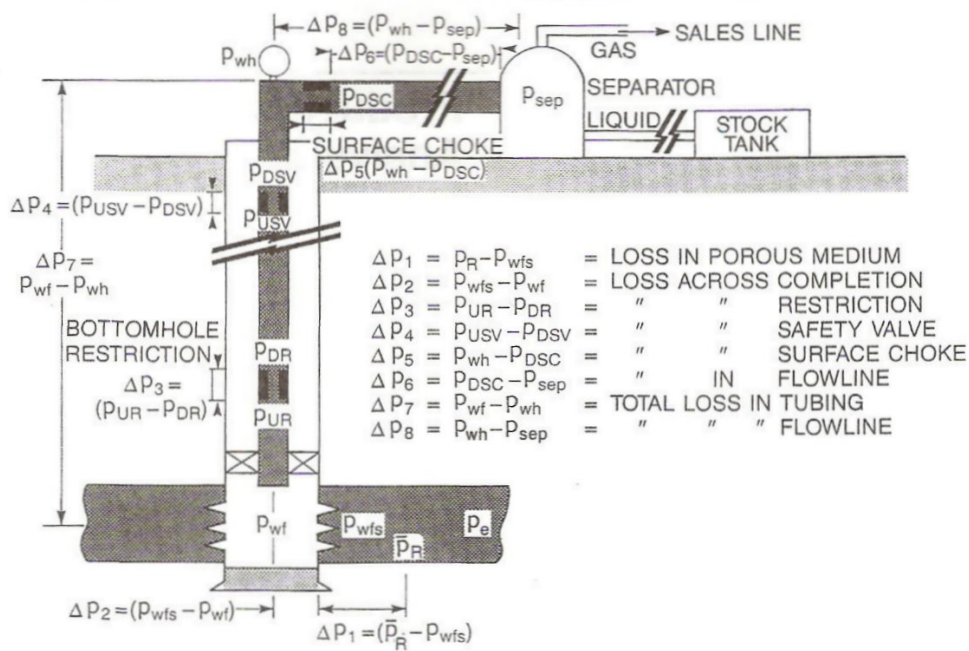 Δp8=(pwh−psep)
SALES LINE
GAS
Δp6=(pDSC−psep)
pwh
pDSC
psep
SEPARATOR
LIQUID
STOCK
TANK
SURFACE CHOKE
Δp5(pwh−pDSC)
pDSV
Δp4=(pUSV−pDSV)
pUSV
Δp7=
pwf−pwh
Δp1 = pR−pwfs = LOSS IN POROUS MEDIUM
Δp2 = pwfs−pwf = LOSS ACROSS COMPLETION
Δp3 = pUR−pDR = " " RESTRICTION
Δp4 = pUSV−pDSV = " " SAFETY VALVE
Δp5 = pwh−pDSC = " " SURFACE CHOKE
Δp6 = pDSC−psep = " IN FLOWLINE
Δp7 = pwf−pwh = TOTAL LOSS IN TUBING
Δp8 = pwh−psep = " " " FLOWLINE
BOTTOMHOLE
RESTRICTION
pDR
Δp3=
(pUR−pDR)
pUR
pwf
pwfs
pe
p̅R
Δp2=(pwfs−pwf)
Δp1=(p̅R−pwfs)